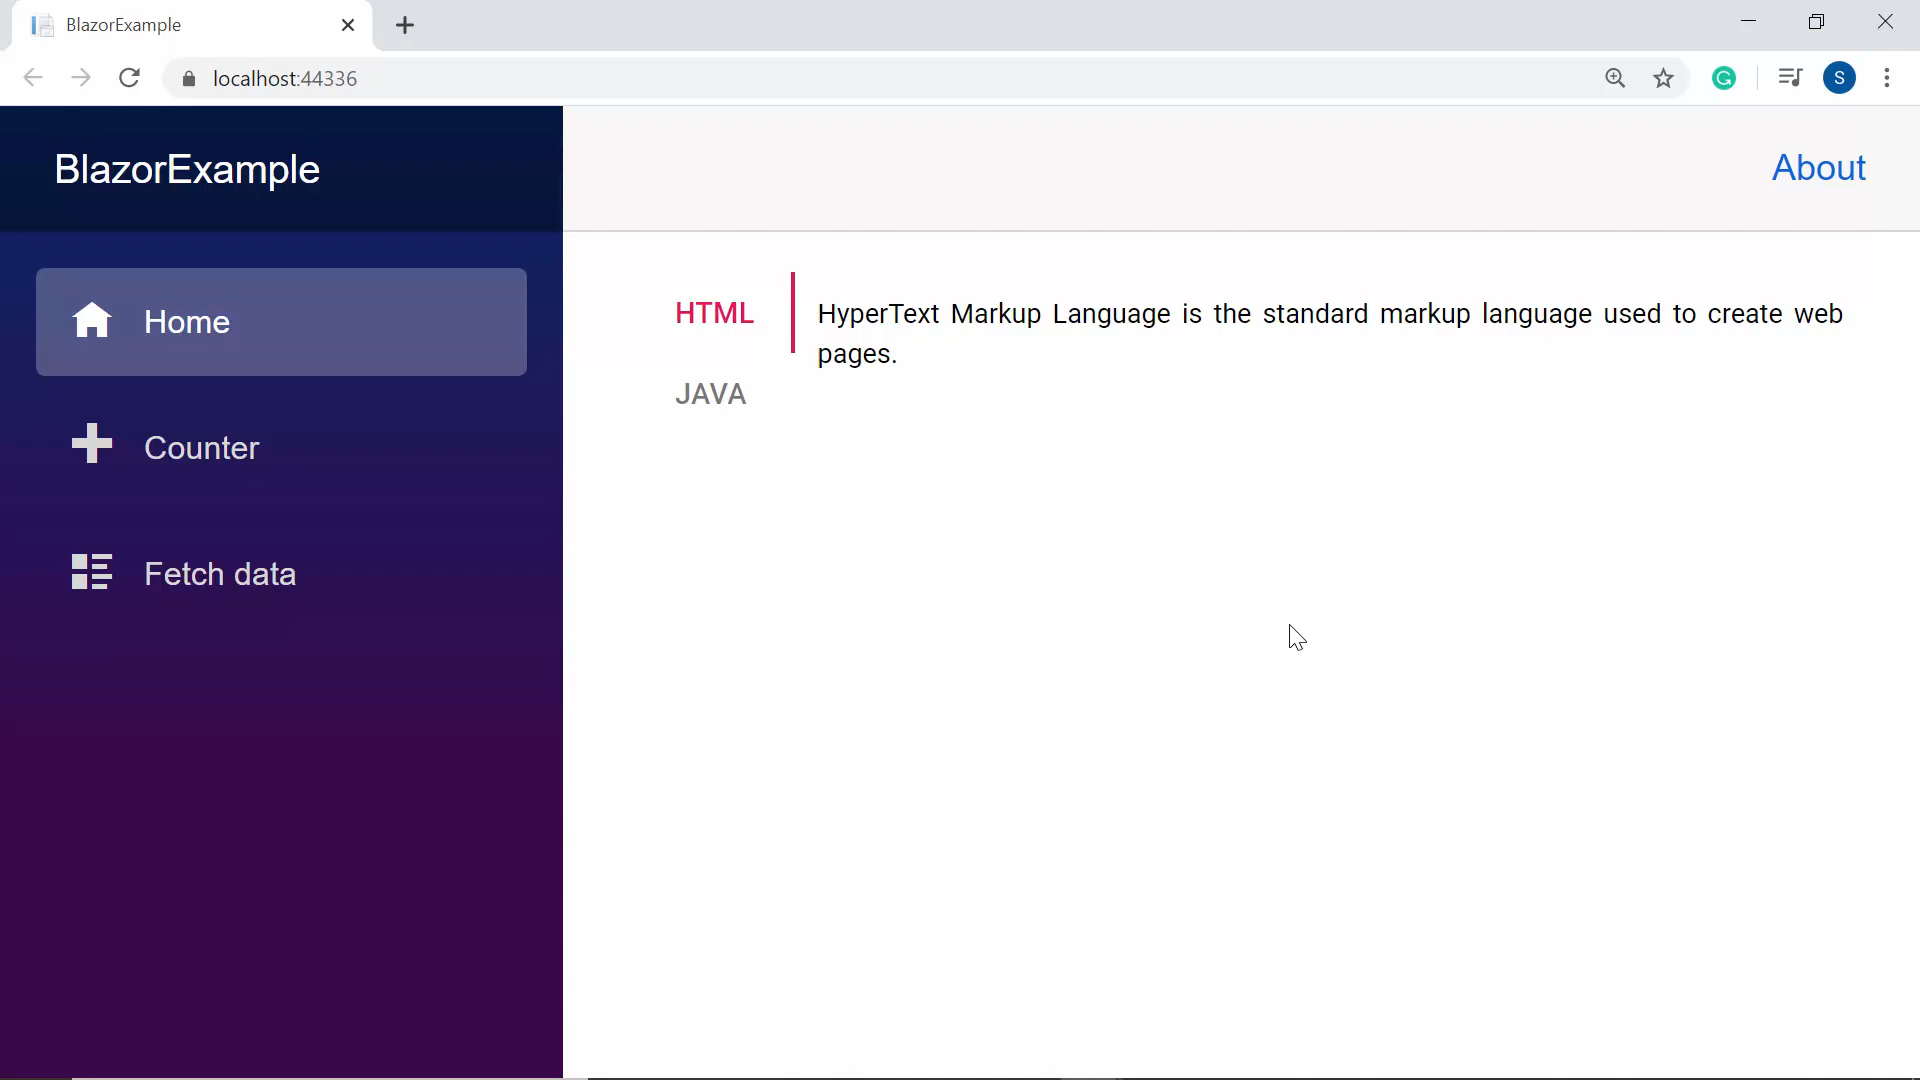 BlazorExample
localhost:44336
S
BlazorExample
About
Home
Counter
Fetch data
HTML
JAVA
HyperText Markup Language is the standard markup language used to create web
pages.